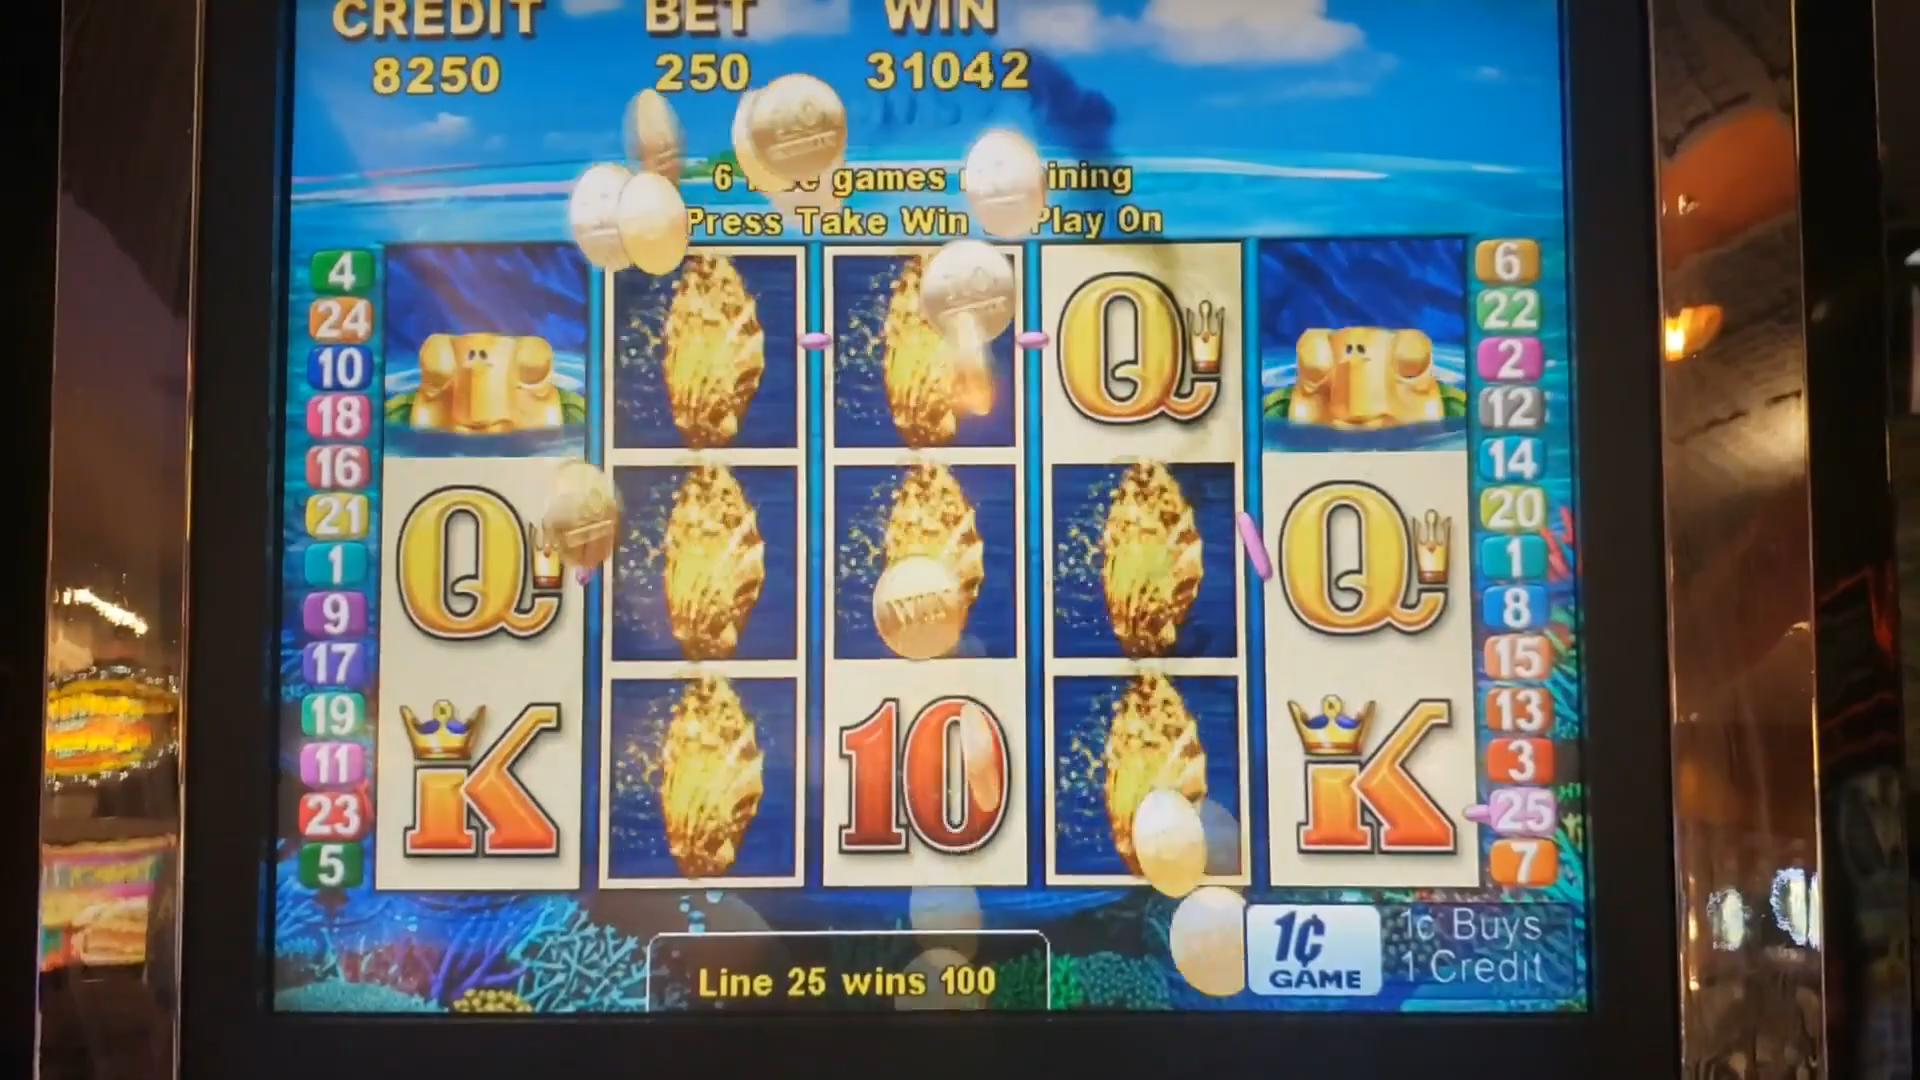 CREDIT BET WIN
8250 250 31042
6 games
Press Take Win Play On
4
24
10
18
16
21
1
9
17
19
11
23
5
6
22
2
12
14
20
1
8
15
13
3
25
7
Q
Q Q
K 10 K
WIN
Line 25 wins 100
1¢ GAME
1c Buys
1 Credit